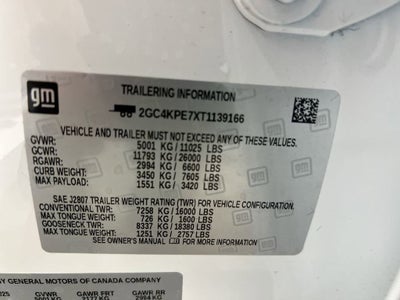 gm
TRAILERING INFORMATION
2GC4KPE7XT1139166
VEHICLE AND TRAILER MUST NOT EXCEED ANY OF THESE VALUES.
GVWR: 5001 KG / 11025 LBS
GCWR: 11793 KG / 26000 LBS
RGAWR: 2994 KG / 6600 LBS
CURB WEIGHT: 3450 KG / 7605 LBS
MAX PAYLOAD: 1551 KG / 3420 LBS
SAE J2807 TRAILER WEIGHT RATING (TWR) FOR VEHICLE CONFIGURATION.
CONVENTIONAL TWR: 7258 KG / 16000 LBS
MAX TONGUE WEIGHT: 726 KG / 1600 LBS
GOOSENECK TWR: 8337 KG / 18380 LBS
MAX TONGUE WEIGHT: 1251 KG / 2757 LBS
SEE OWNER'S MANUAL gm FOR MORE INFORMATION
BY GENERAL MOTORS OF CANADA COMPANY
GVWR GAWR FRT GAWR RR